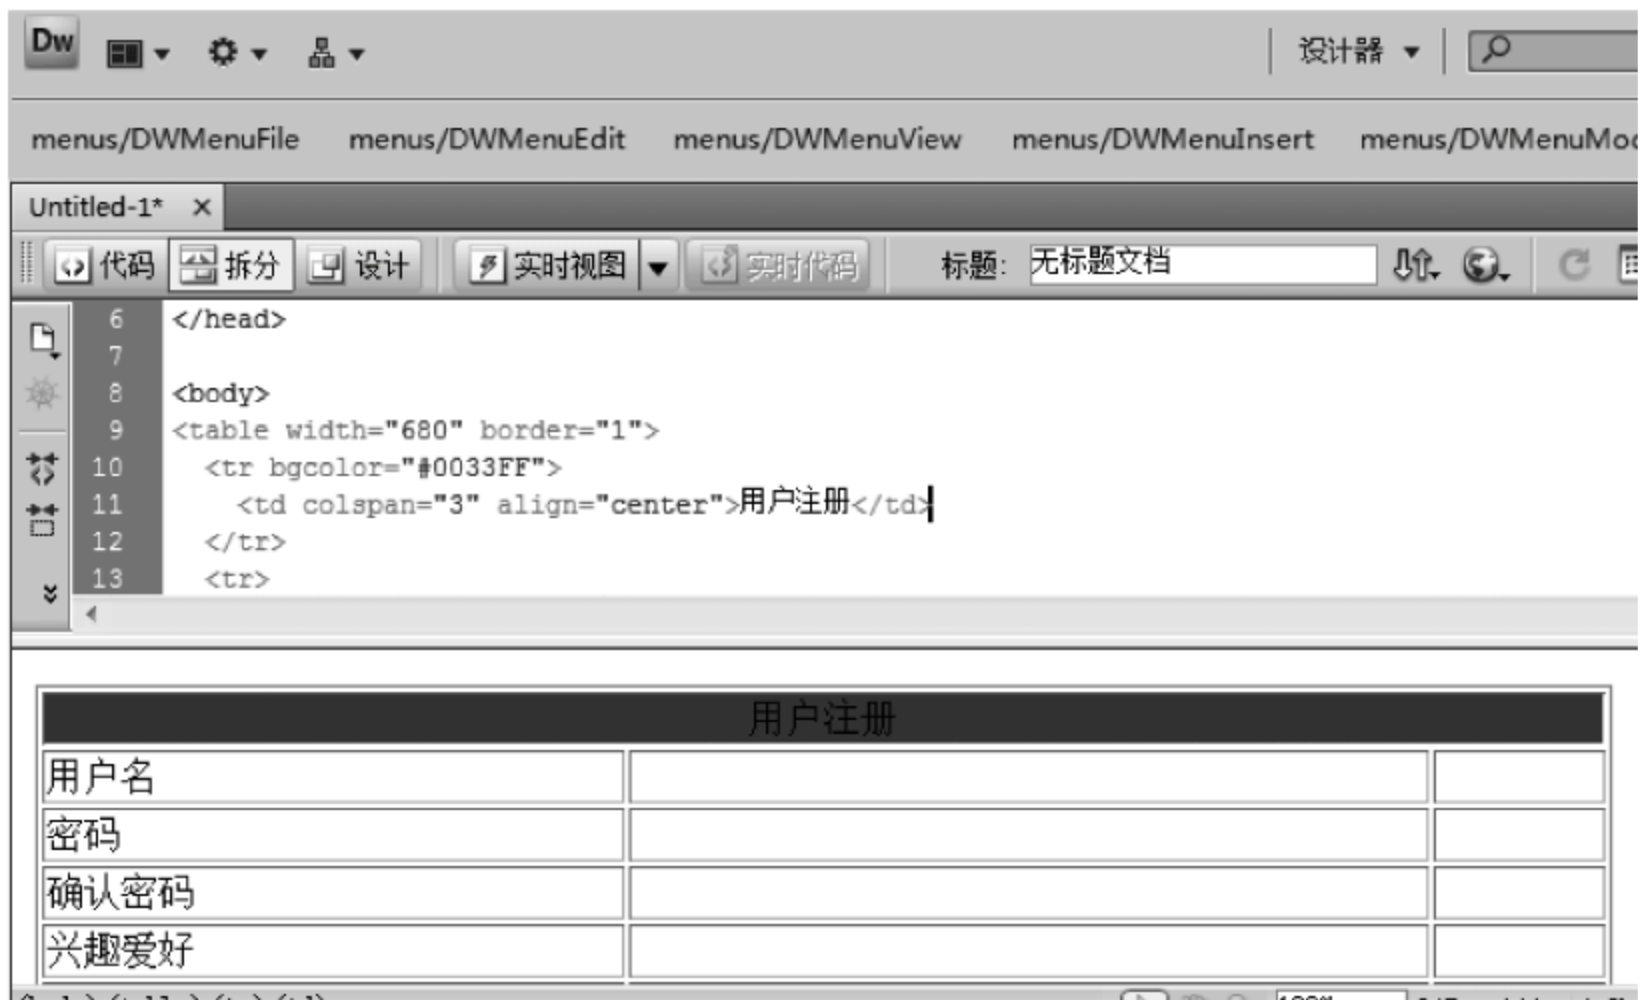 Dw
设计器
menus/DWMenuFile menus/DWMenuEdit menus/DWMenuView menus/DWMenuInsert
Untitled-1* ×
代码 拆分 设计 实时视图 实时代码 标题: 无标题文档
6 </head>
7
8 <body>
9 <table width="680" border="1">
10 <tr bgcolor="#0033FF">
11 <td colspan="3" align="center">用户注册</td>
12 </tr>
13 <tr>
用户注册
用户名
密码
确认密码
兴趣爱好